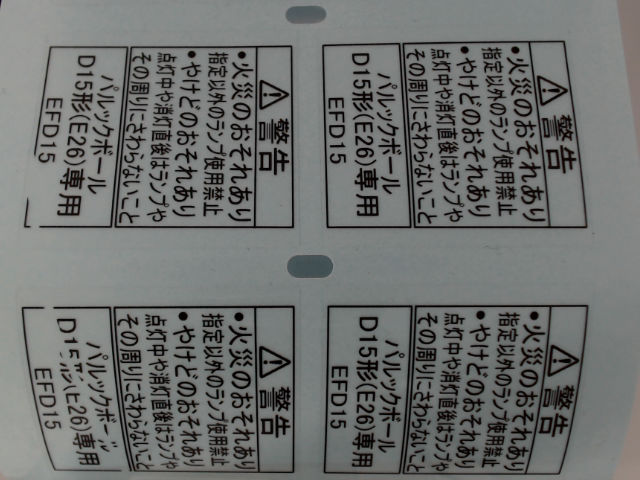 警告
•火災のおそれあり
指定以外のランプ使用禁止
•やけどのおそれあり
点灯中や消灯直後はランプや
その周りにさわらないこと
パルックボール
D15形(E26)専用
EFD15
警告
•火災のおそれあり
指定以外のランプ使用禁止
•やけどのおそれあり
点灯中や消灯直後はランプや
その周りにさわらないこと
パルックボール
D15形(E26)専用
EFD15
警告
•火災のおそれあり
指定以外のランプ使用禁止
•やけどのおそれあり
点灯中や消灯直後はランプや
その周りにさわらないこと
パルックボール
D15形(E26)専用
EFD15
警告
•火災のおそれあり
指定以外のランプ使用禁止
•やけどのおそれあり
点灯中や消灯直後はランプや
その周りにさわらないこと
パルックボール
D15形(E26)専用
EFD15